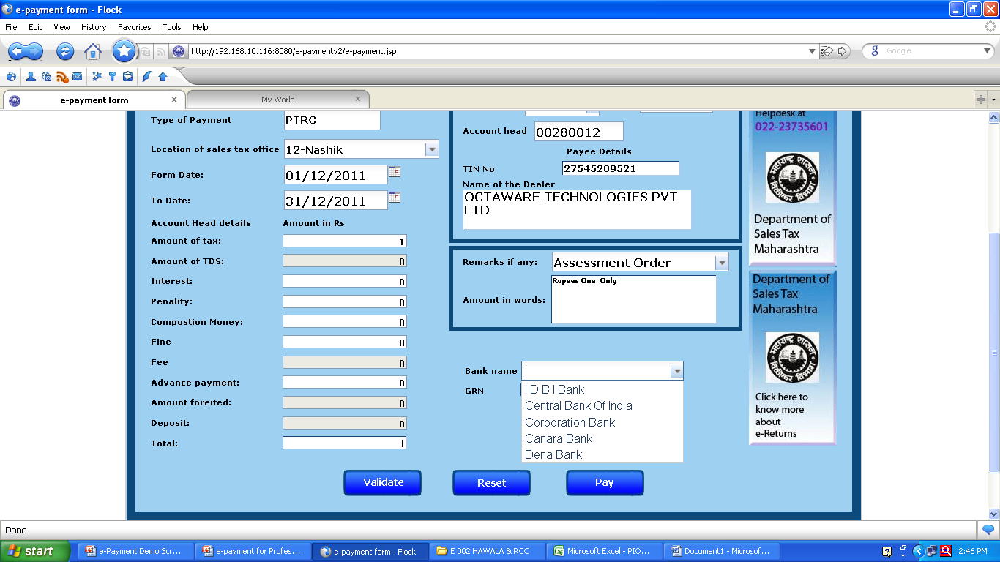 e-payment form - Flock
File Edit View History Favorites Tools Help
http://192.168.10.116:8080/e-paymentv2/e-payment.jsp
Google
e-payment form x
My World x
Type of Payment PTRC
Location of sales tax office 12-Nashik
Form Date: 01/12/2011
To Date: 31/12/2011
Account Head details Amount in Rs
Amount of tax: 1
Amount of TDS: 0
Interest: 0
Penality: 0
Compostion Money: 0
Fine 0
Fee 0
Advance payment: 0
Amount foreited: 0
Deposit: 0
Total: 1
Account head 00280012
Payee Details
TIN No 27545209521
Name of the Dealer
OCTAWARE TECHNOLOGIES PVT
LTD
Remarks if any: Assessment Order
Amount in words: Rupees One Only
Bank name
GRN
I D B I Bank
Central Bank Of India
Corporation Bank
Canara Bank
Dena Bank
Validate Reset Pay
Helpdesk at
022-23735601
Department of
Sales Tax
Maharashtra
Department of
Sales Tax
Maharashtra
Click here to
know more
about
e-Returns
Done
start
e-Payment Demo Scr...
e-payment for Profes...
e-payment form - Flock
E 002 HAWALA & RCC
Microsoft Excel - PIO...
Document1 - Microsof...
2:46 PM